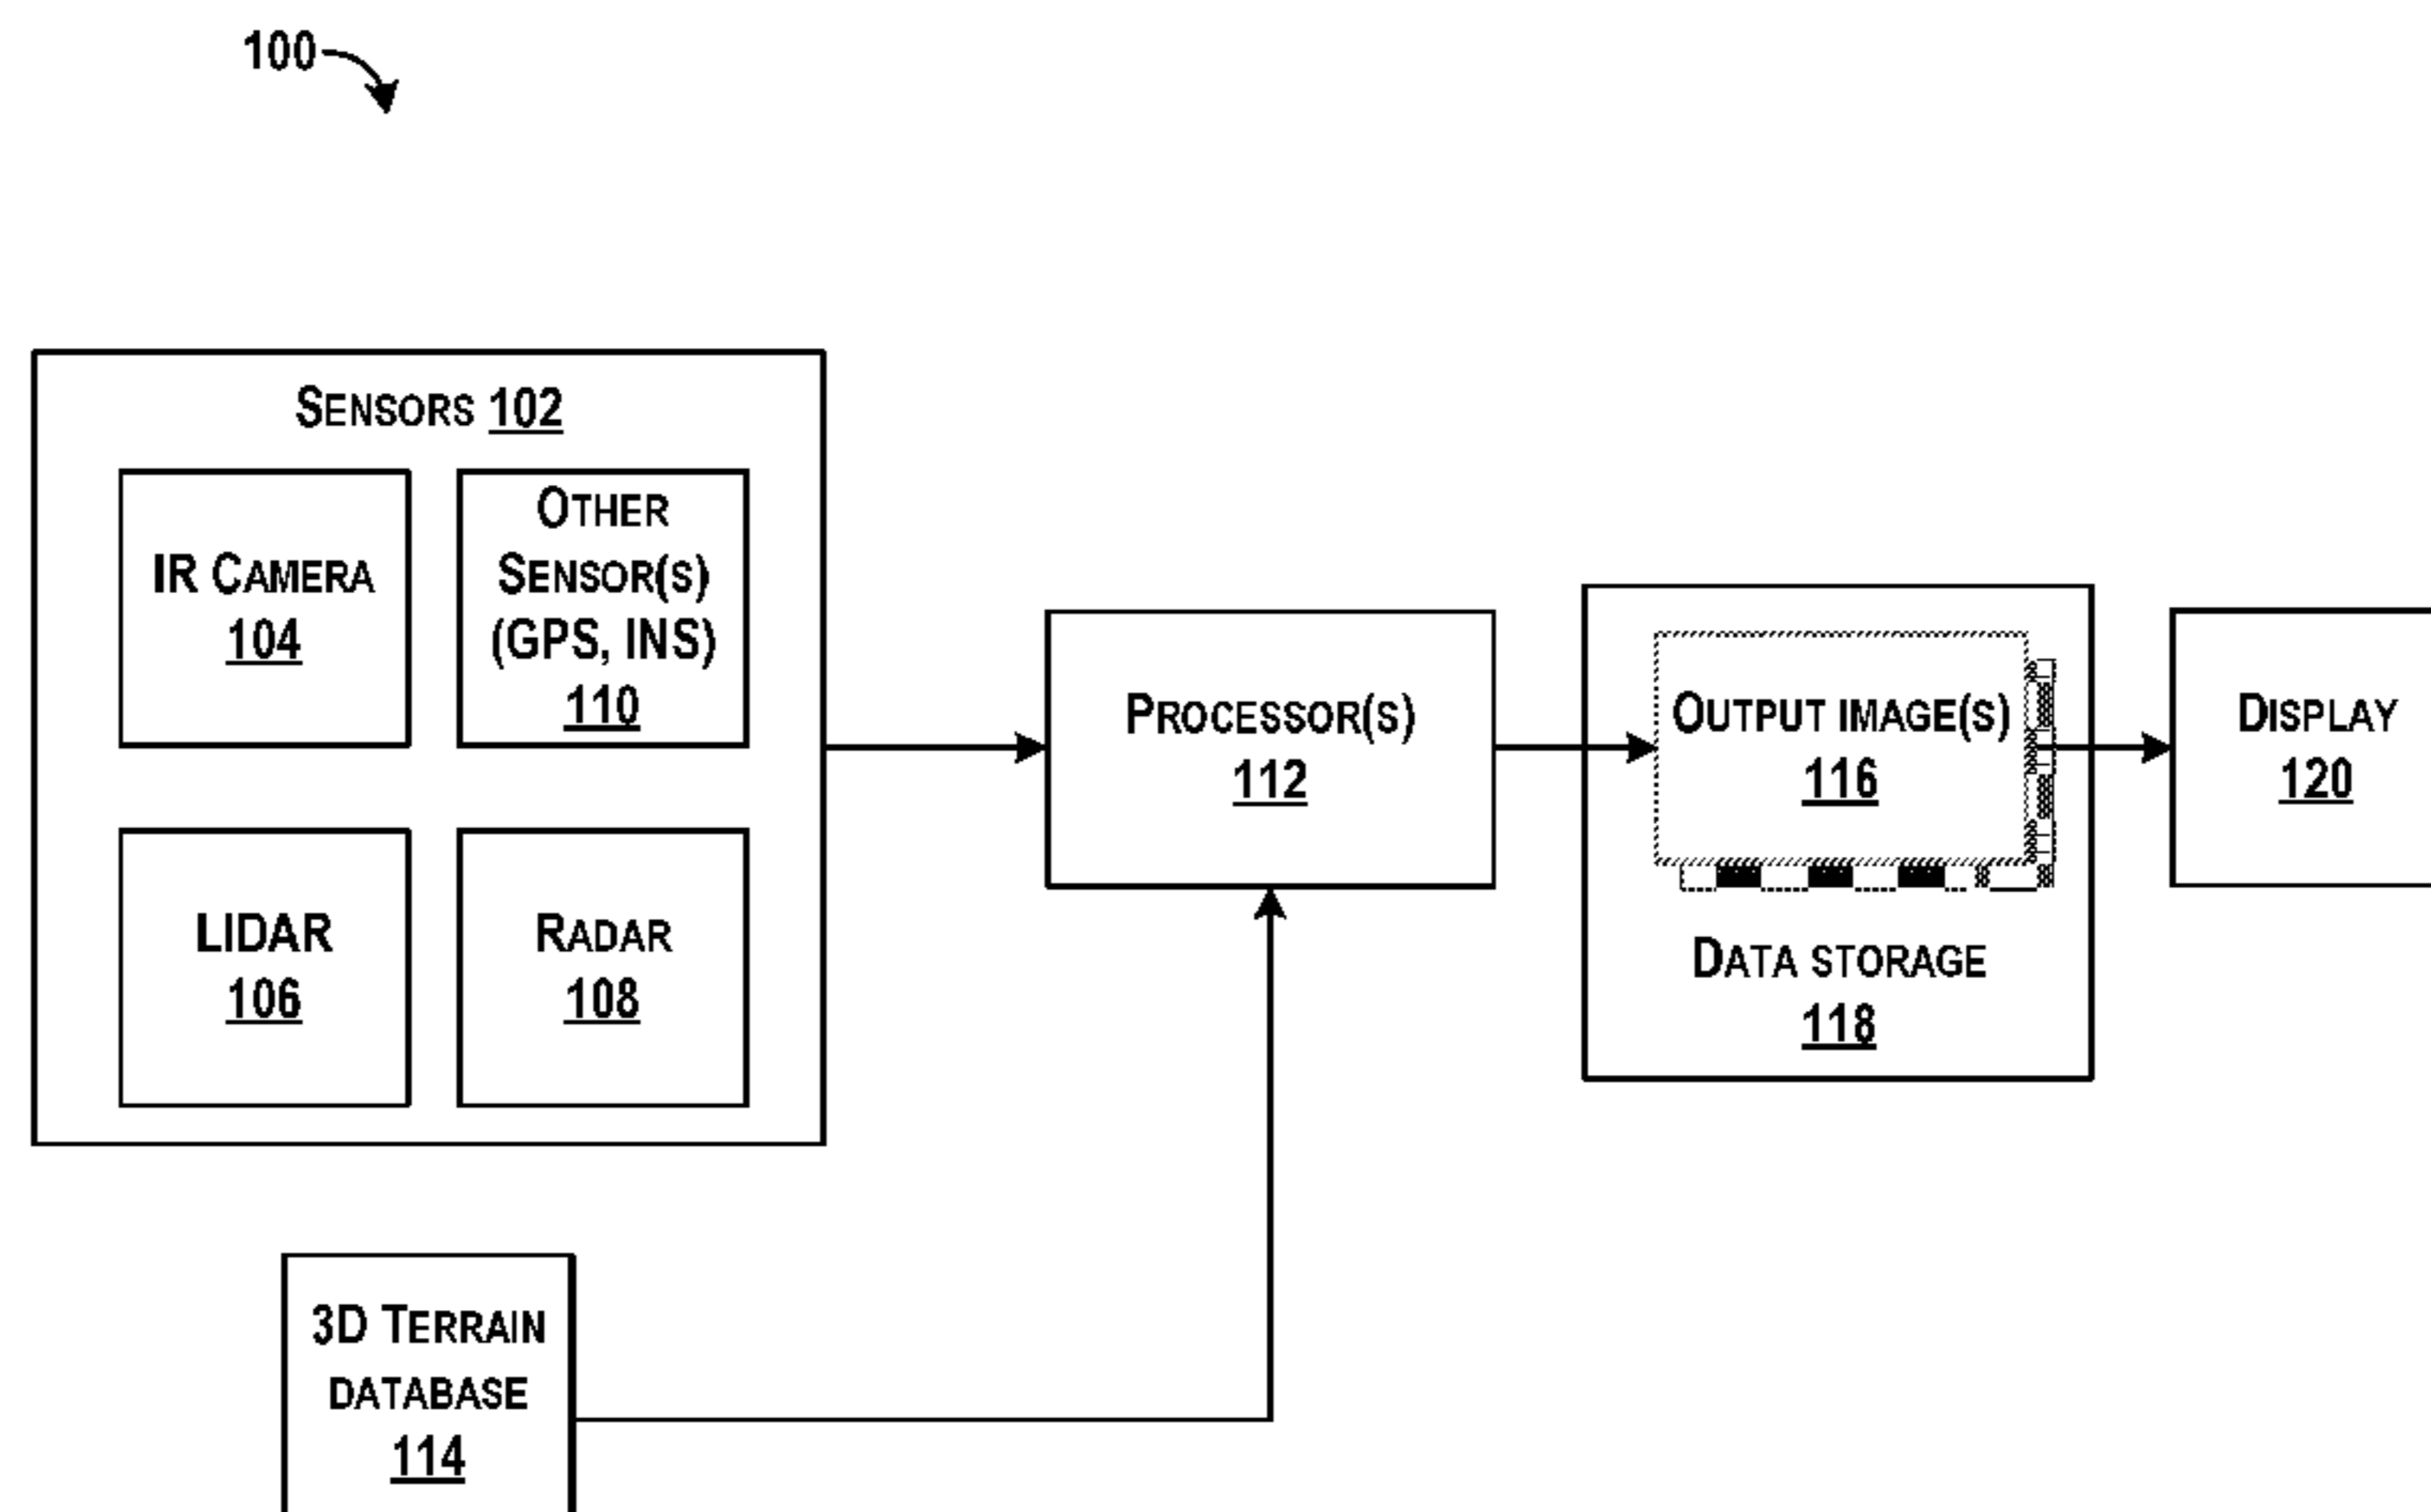 100
SENSORS 102
IR CAMERA
104
OTHER
SENSOR(S)
(GPS, INS)
110
LIDAR
106
RADAR
108
PROCESSOR(S)
112
OUTPUT IMAGE(S)
116
DATA STORAGE
118
DISPLAY
120
3D TERRAIN
DATABASE
114